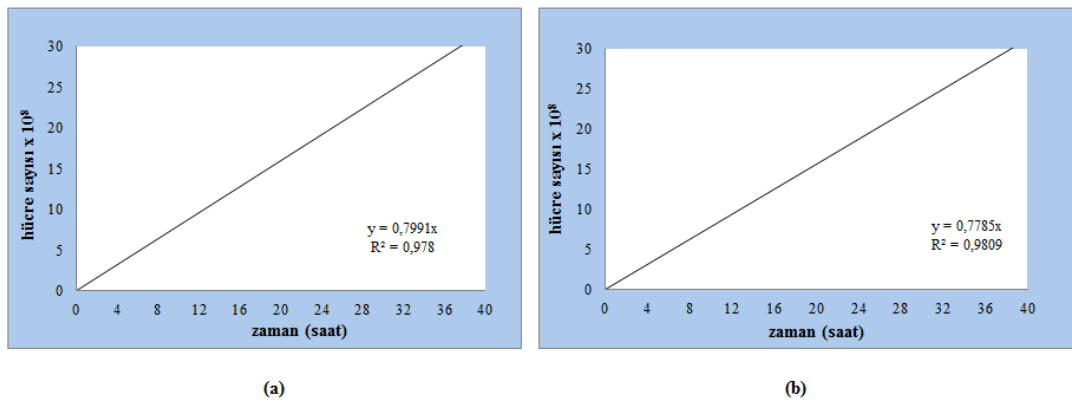 hücre sayısı x 10⁸
30
25
20
15
10
5
0
y = 0,7991x
R² = 0,978
0 4 8 12 16 20 24 28 32 36 40
zaman (saat)
(a)
hücre sayısı x 10⁸
30
25
20
15
10
5
0
y = 0,7785x
R² = 0,9809
0 4 8 12 16 20 24 28 32 36 40
zaman (saat)
(b)